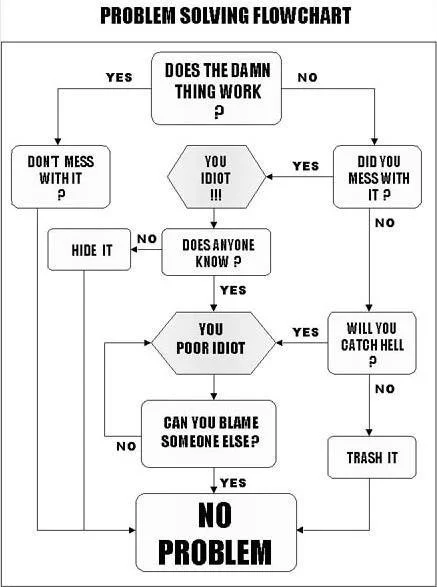 PROBLEM SOLVING FLOWCHART
DOES THE DAMN
THING WORK
?
YES
NO
DON'T MESS
WITH IT
?
YOU
IDIOT
!!!
YES
DID YOU
MESS WITH
IT ?
NO
HIDE IT
NO
DOES ANYONE
KNOW ?
YES
YOU
POOR IDIOT
YES
WILL YOU
CATCH HELL
?
NO
CAN YOU BLAME
SOMEONE ELSE?
NO
YES
TRASH IT
NO
PROBLEM